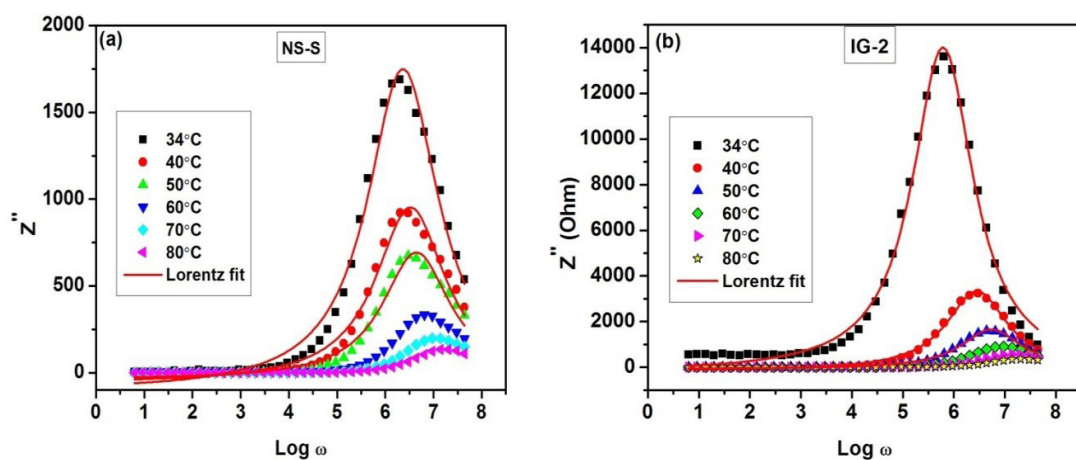 (a)
NS-S
2000
1500
1000
500
0
Z''
34°C
40°C
50°C
60°C
70°C
80°C
Lorentz fit
0 1 2 3 4 5 6 7 8
Log ω
(b)
IG-2
14000
12000
10000
8000
6000
4000
2000
0
Z'' (Ohm)
34°C
40°C
50°C
60°C
70°C
80°C
Lorentz fit
0 1 2 3 4 5 6 7 8
Log ω